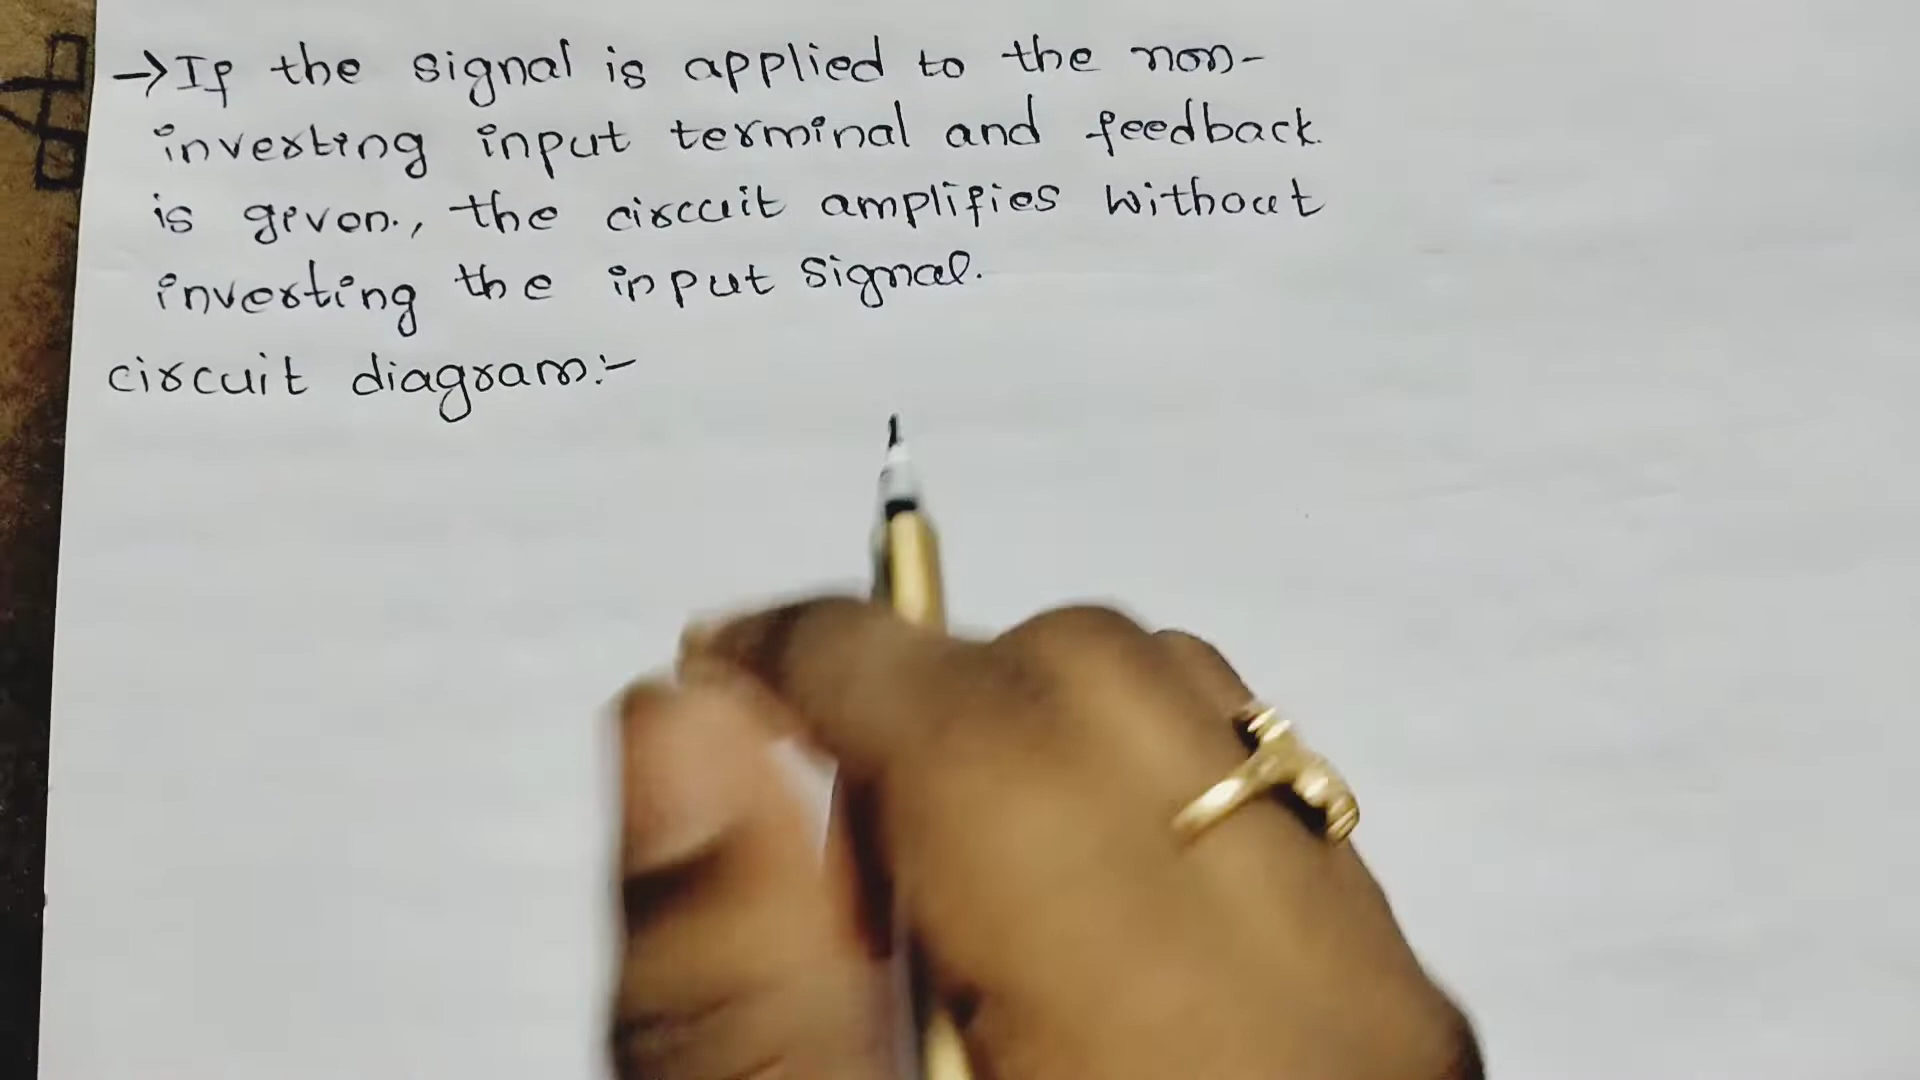 →If the signal is applied to the non-
inverting input terminal and feedback
is given., the circuit amplifies without
inverting the input signal.
circuit diagram:-